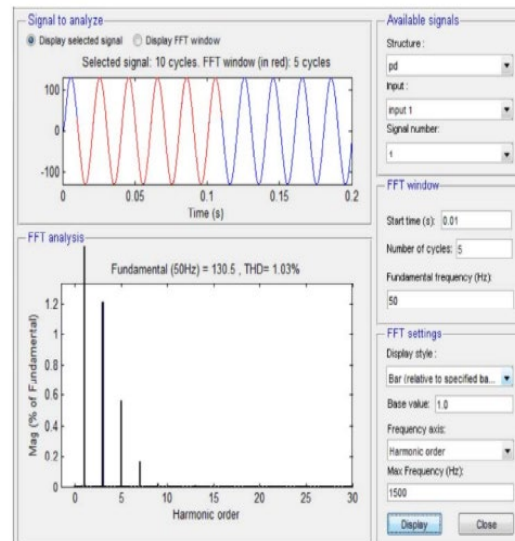 Signal to analyze
Display selected signal Display FFT window
Selected signal: 10 cycles. FFT window (in red): 5 cycles
100
0
-100
0 0.05 0.1 0.15 0.2
Time (s)
FFT analysis
Fundamental (50Hz) = 130.5 , THD= 1.03%
Mag (% of Fundamental)
1.2
1
0.8
0.6
0.4
0.2
0
0 5 10 15 20 25 30
Harmonic order
Available signals
Structure :
pd
Input :
input 1
Signal number:
1
FFT window
Start time (s): 0.01
Number of cycles: 5
Fundamental frequency (Hz):
50
FFT settings
Display style :
Bar (relative to specified ba...
Base value: 1.0
Frequency axis:
Harmonic order
Max Frequency (Hz):
1500
Display Close